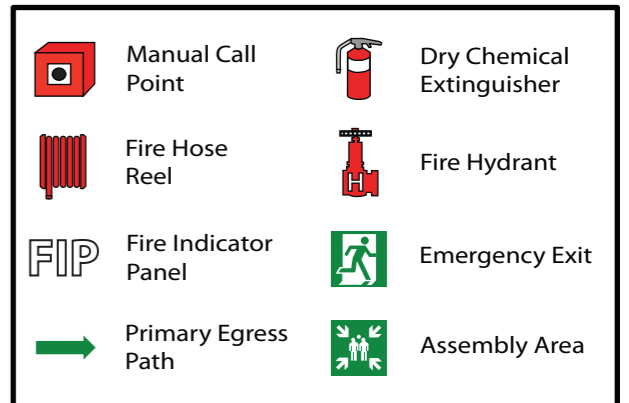 Manual Call
Point
Dry Chemical
Extinguisher
Fire Hose
Reel
H
Fire Hydrant
FIP
Fire Indicator
Panel
Emergency Exit
Primary Egress
Path
Assembly Area